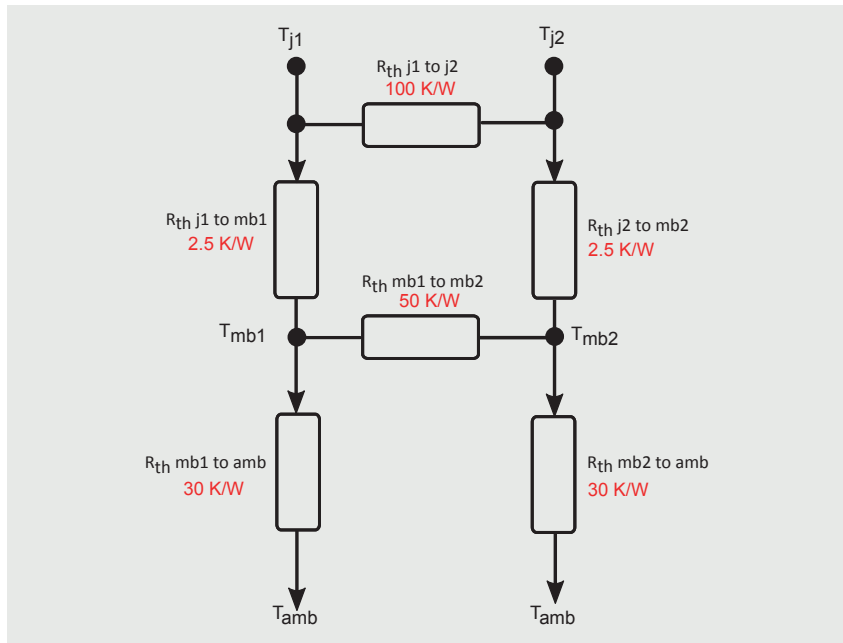 Tj1
Tj2
Rth j1 to j2
100 K/W
Rth j1 to mb1
2.5 K/W
Rth j2 to mb2
2.5 K/W
Rth mb1 to mb2
50 K/W
Tmb1
Tmb2
Rth mb1 to amb
30 K/W
Rth mb2 to amb
30 K/W
Tamb
Tamb